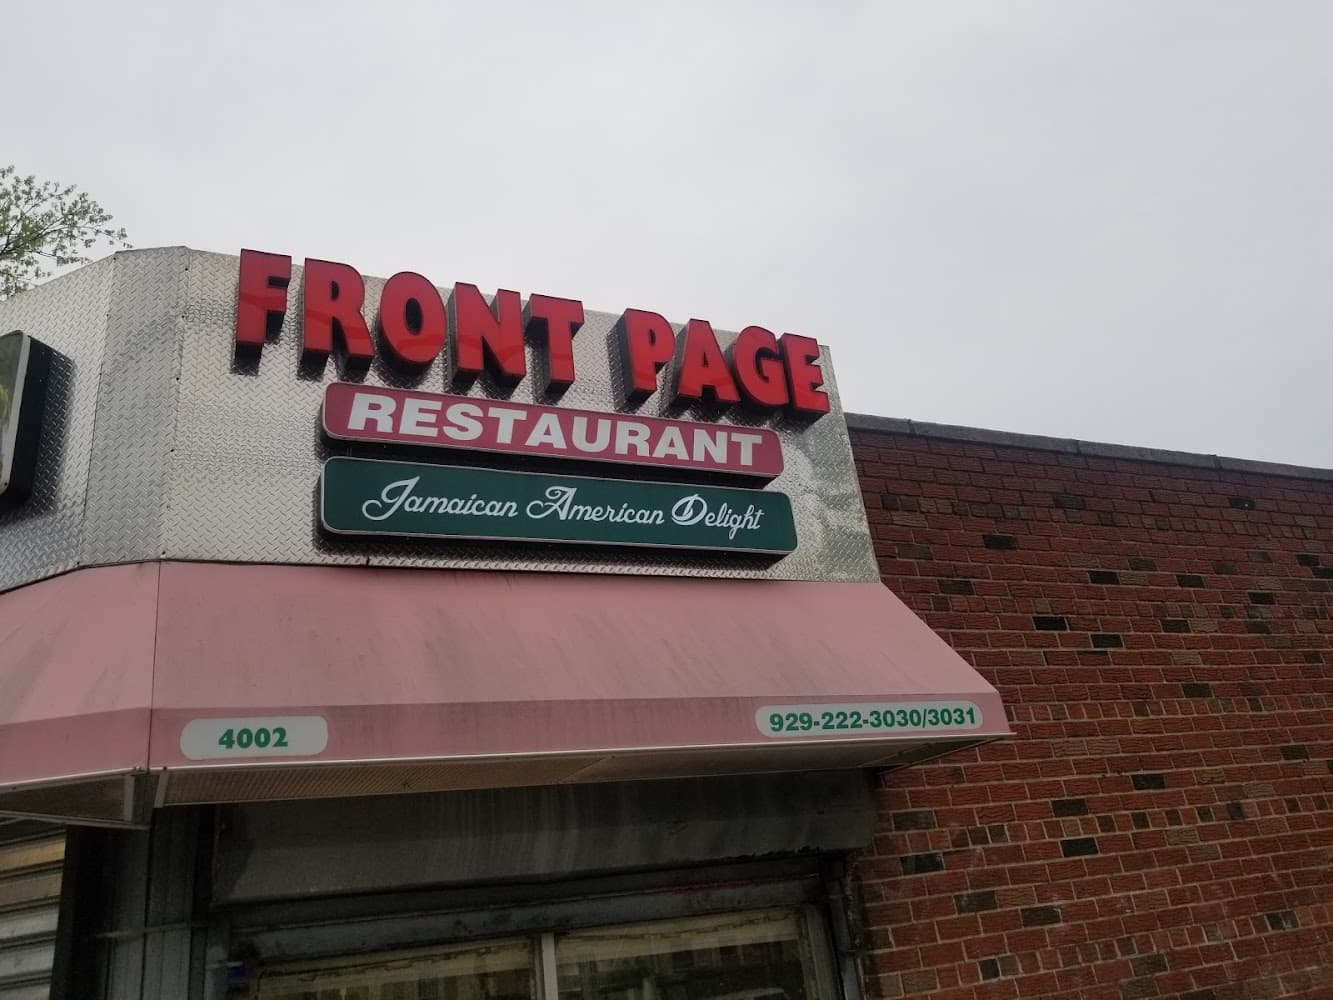 FRONT PAGE
RESTAURANT
Jamaican American Delight
4002
929-222-3030/3031